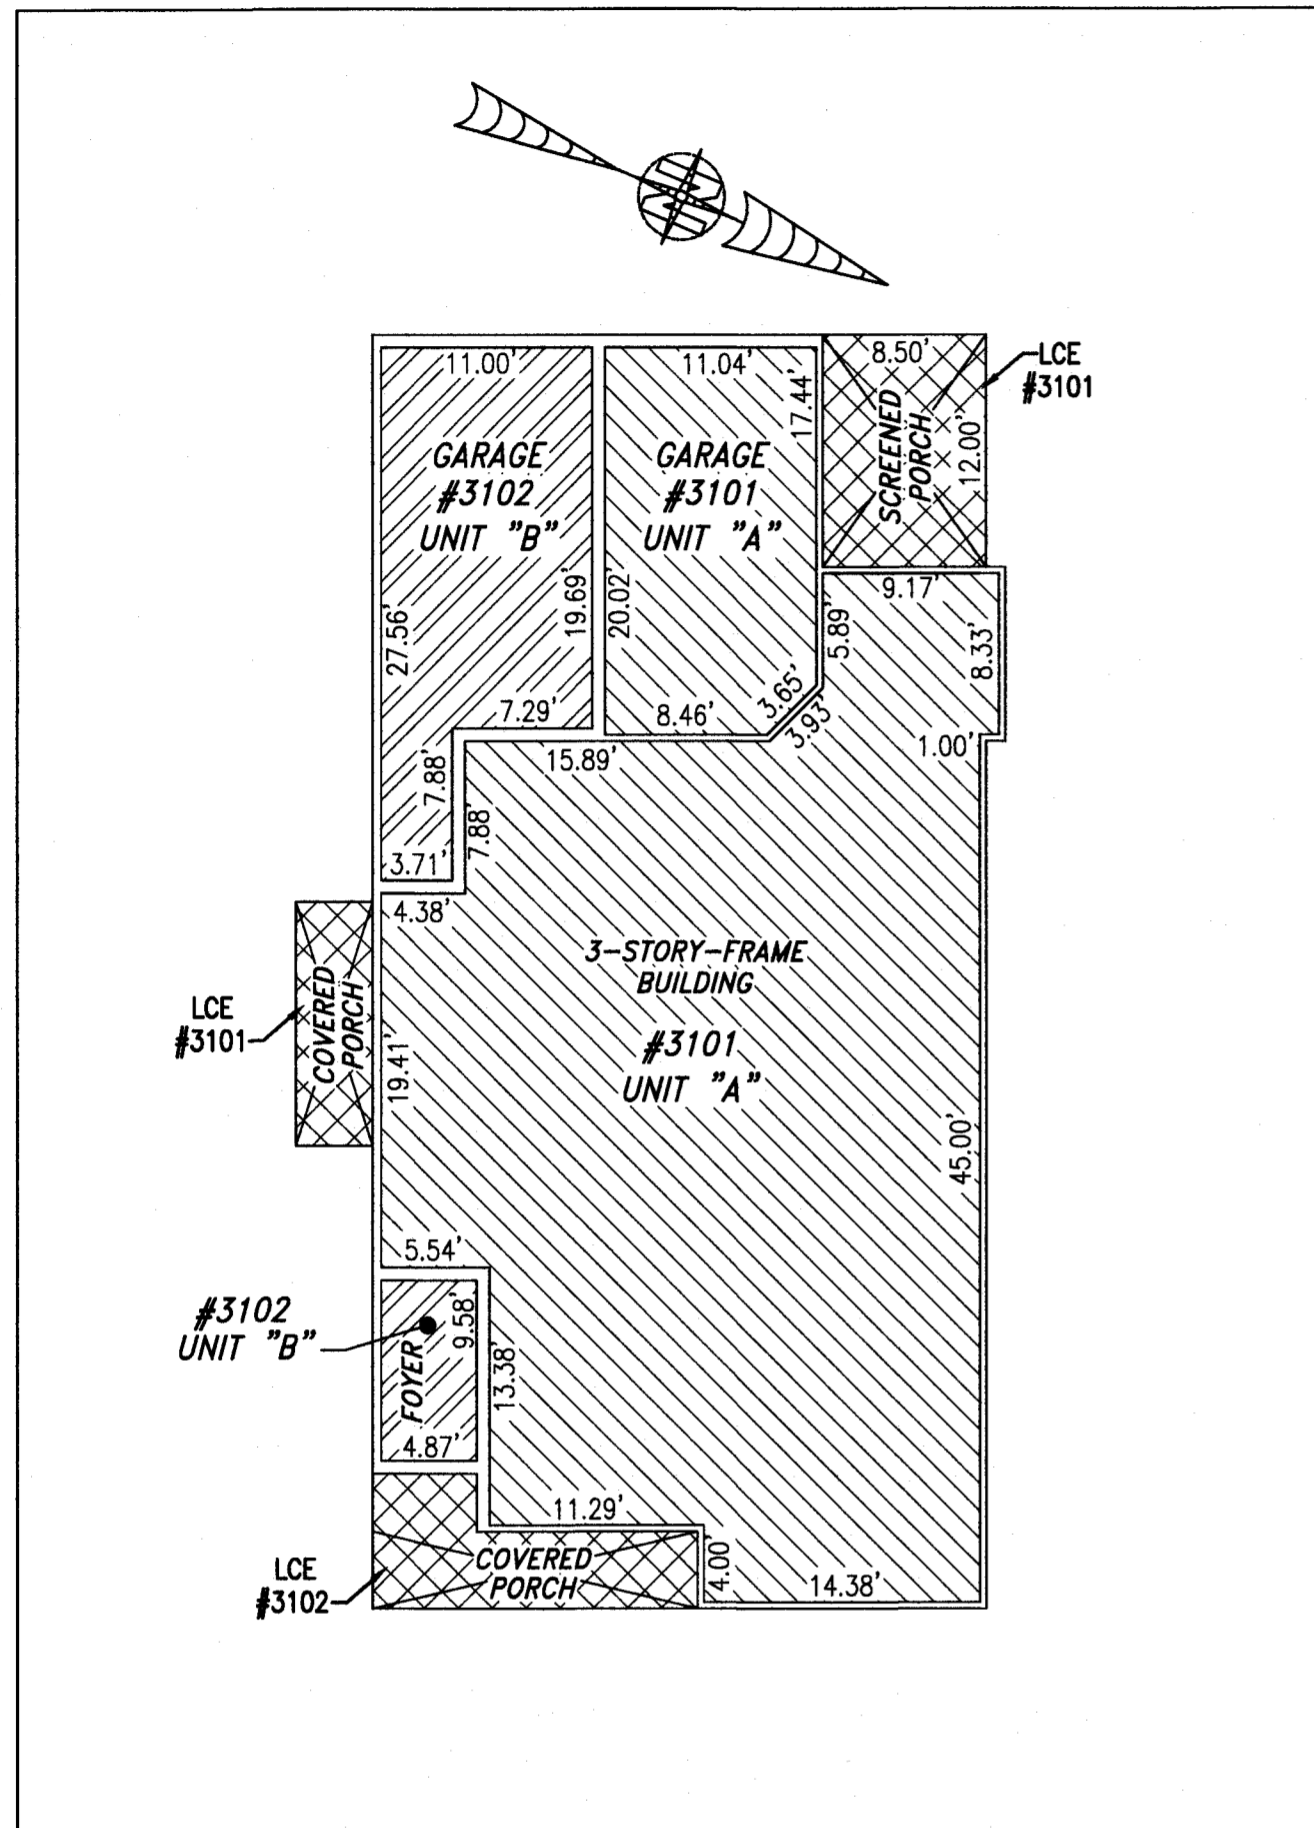 N
11.00'
11.04'
8.50'
LCE
#3101
17.44'
SCREENED
PORCH
12.00'
GARAGE
#3102
UNIT "B"
GARAGE
#3101
UNIT "A"
27.56'
19.69'
20.02'
5.89'
9.17'
8.33'
7.29'
8.46'
3.65'
3.93'
1.00'
15.89'
7.88'
7.88'
3.71'
4.38'
3-STORY-FRAME
BUILDING
#3101
UNIT "A"
LCE
#3101
COVERED
PORCH
19.41'
45.00'
5.54'
#3102
UNIT "B"
FOYER
9.58'
13.38'
4.87'
11.29'
LCE
#3102
COVERED
PORCH
4.00'
14.38'